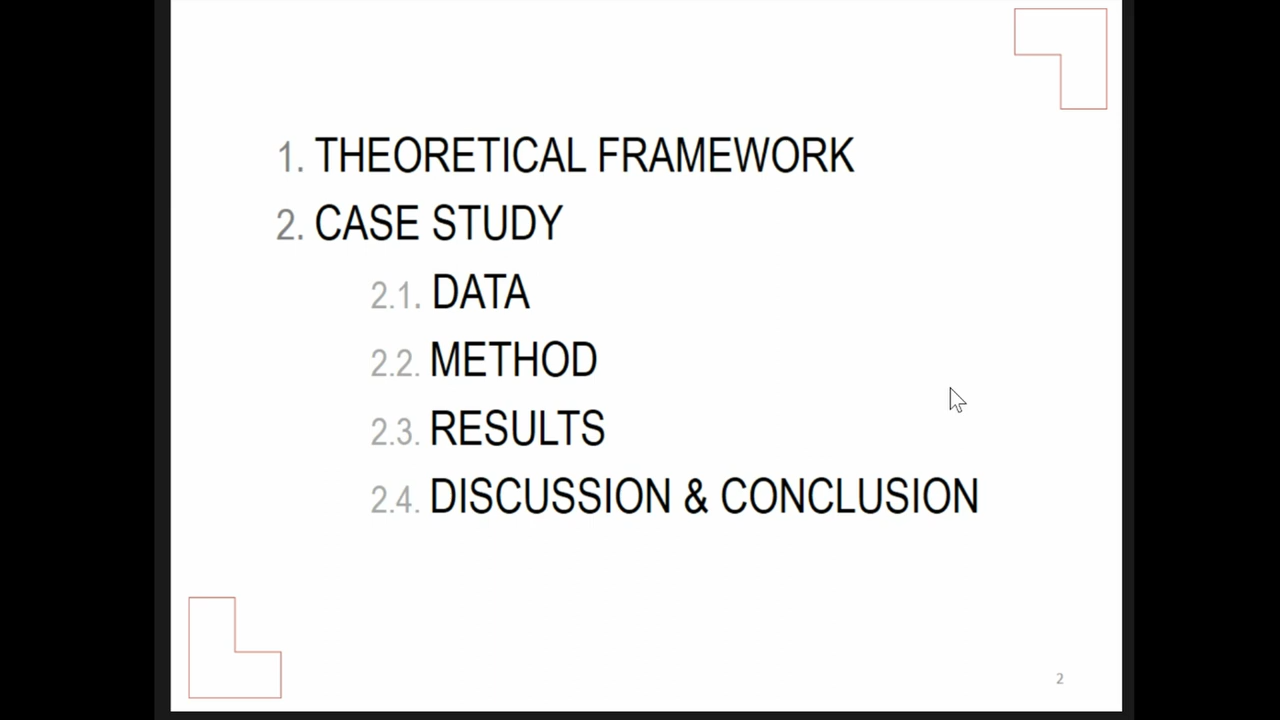 1. THEORETICAL FRAMEWORK
2. CASE STUDY
2.1. DATA
2.2. METHOD
2.3. RESULTS
2.4. DISCUSSION & CONCLUSION
2